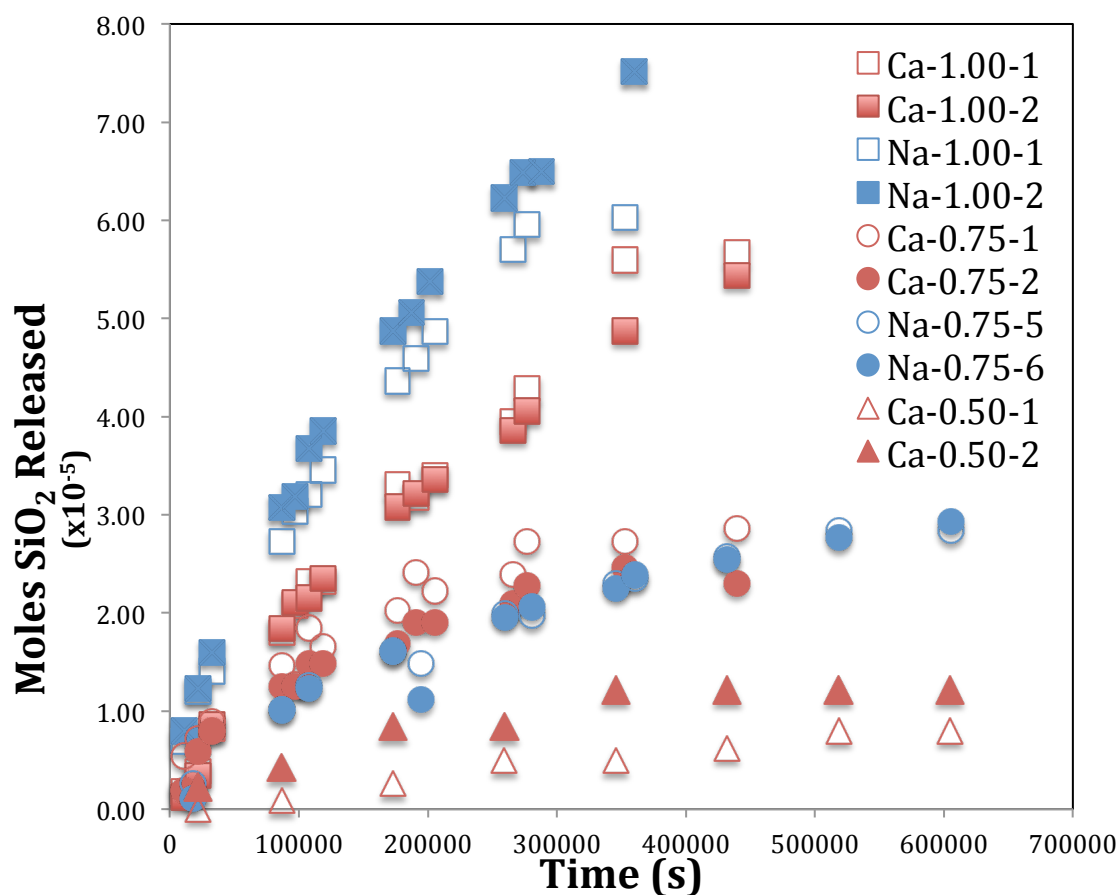 8.00
7.00
6.00
5.00
4.00
3.00
2.00
1.00
0.00
Moles SiO₂ Released
(x10⁻⁵)
Ca-1.00-1
Ca-1.00-2
Na-1.00-1
Na-1.00-2
Ca-0.75-1
Ca-0.75-2
Na-0.75-5
Na-0.75-6
Ca-0.50-1
Ca-0.50-2
0 100000 200000 300000 400000 500000 600000 700000
Time (s)